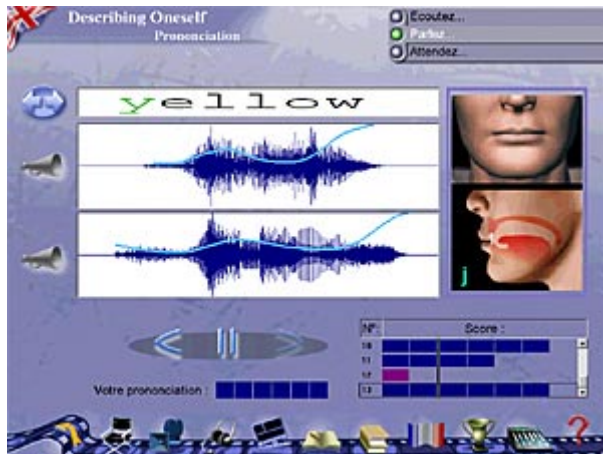 Describing Oneself
Prononciation
Ecoutez...
Parlez...
Attendez...
yellow
j
N°:
Score :
10
11
12
13
Votre prononciation :
?